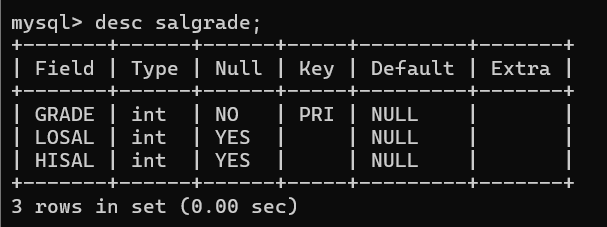 mysql> desc salgrade;
+-------+------+------+-----+---------+-------+
| Field | Type | Null | Key | Default | Extra |
+-------+------+------+-----+---------+-------+
| GRADE | int  | NO   | PRI | NULL    |       |
| LOSAL | int  | YES  |     | NULL    |       |
| HISAL | int  | YES  |     | NULL    |       |
+-------+------+------+-----+---------+-------+
3 rows in set (0.00 sec)